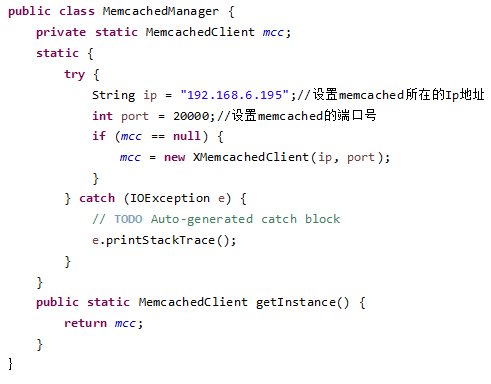 public class MemcachedManager {
    private static MemcachedClient mcc;
    static {
        try {
            String ip = "192.168.6.195";//设置memcached所在的Ip地址
            int port = 20000;//设置memcached的端口号
            if (mcc == null) {
                mcc = new XMemcachedClient(ip, port);
            }
        } catch (IOException e) {
            // TODO Auto-generated catch block
            e.printStackTrace();
        }
    }
    public static MemcachedClient getInstance() {
        return mcc;
    }
}